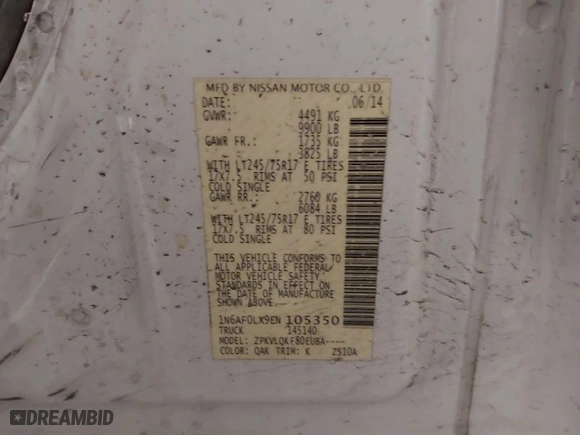 MFD BY NISSAN MOTOR CO., LTD.
DATE: 06/14
GVWR: 4491 KG
9900 LB
GAWR FR.: 1735 KG
3825 LB
WITH LT245/75R17 E TIRES
17X7.5 RIMS AT 50 PSI
COLD SINGLE
GAWR RR.: 2760 KG
6084 LB
WITH LT245/75R17 E TIRES
17X7.5 RIMS AT 80 PSI
COLD SINGLE
THIS VEHICLE CONFORMS TO
ALL APPLICABLE FEDERAL
MOTOR VEHICLE SAFETY
STANDARDS IN EFFECT ON
THE DATE OF MANUFACTURE
SHOWN ABOVE.
1N6AF0LX9EN105350
TRUCK 145140
MODEL: ZPKVLQKF80EUBA----
COLOR: QAK TRIM: K ZS10A
DREAMBID